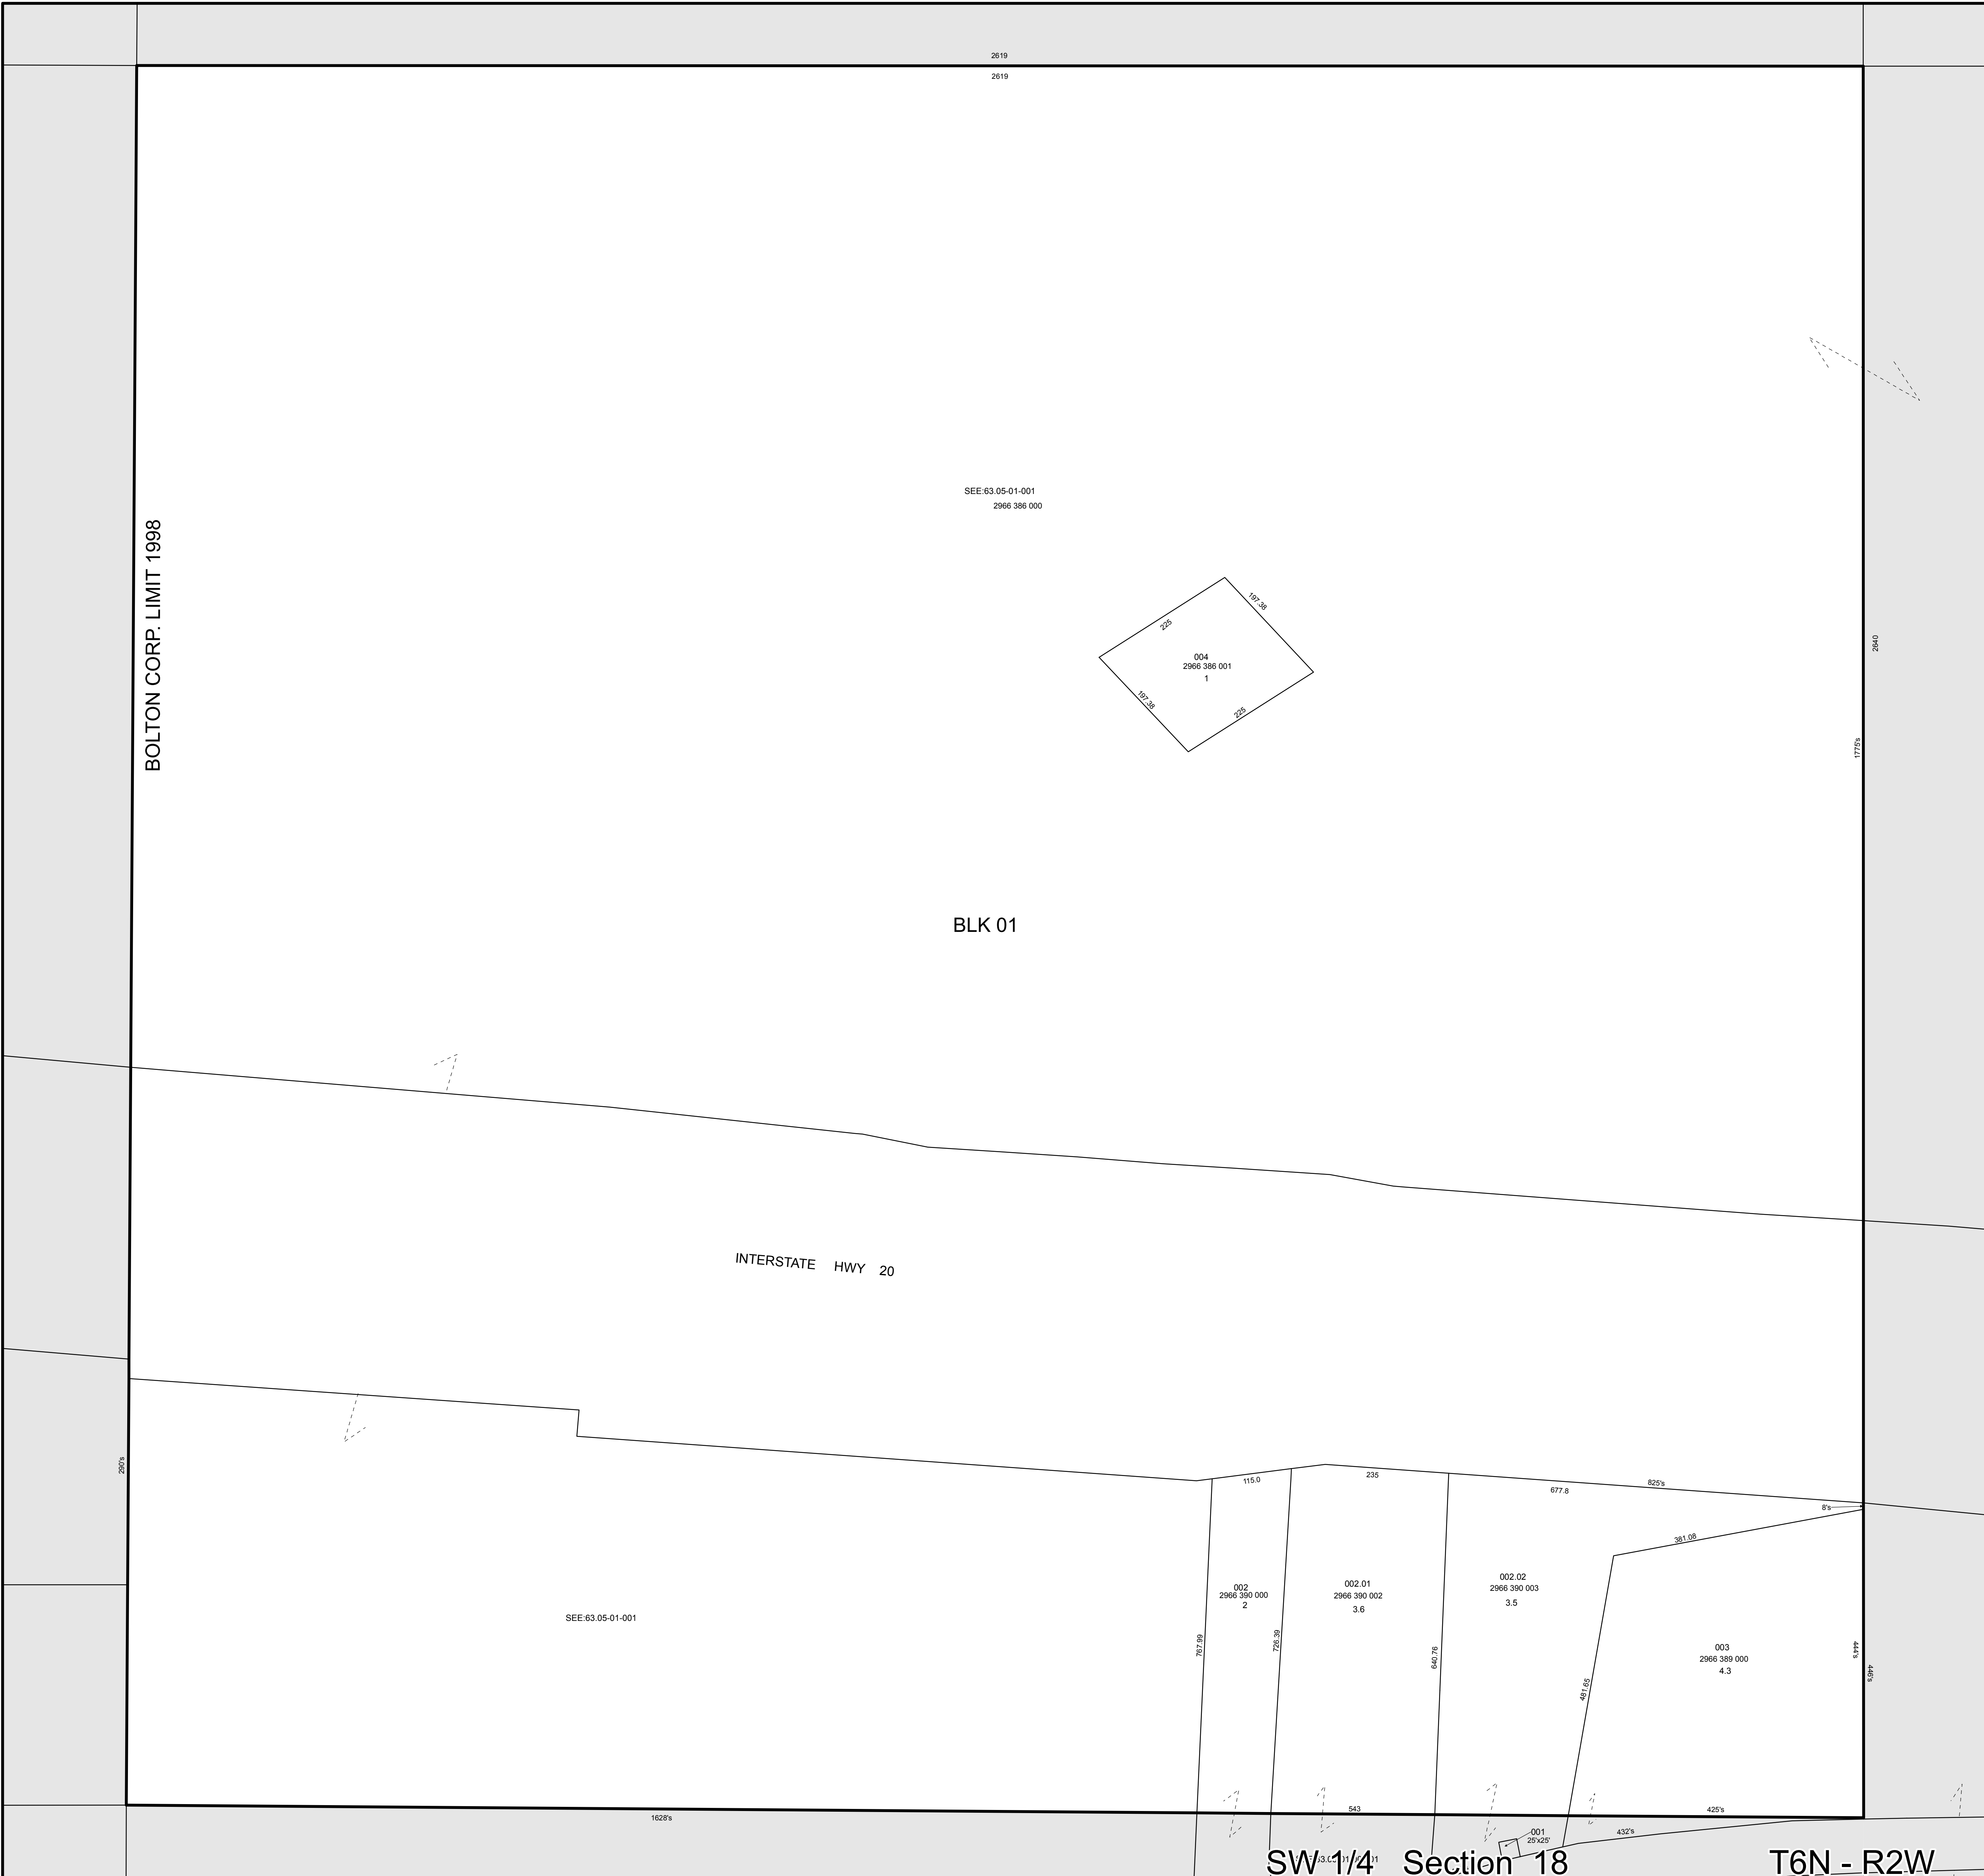 2619
2619
SEE:63.05-01-001
2966 386 000
BOLTON CORP. LIMIT 1998
197.38
225
004
2966 386 001
1
197.38
225
2640
1775's
BLK 01
INTERSTATE HWY 20
290's
115.0
235
677.8
825's
8's
381.08
002
2966 390 000
2
002.01
2966 390 002
3.6
002.02
2966 390 003
3.5
SEE:63.05-01-001
767.99
726.39
640.76
481.65
003
2966 389 000
4.3
444's
446's
1628's
543
425's
001
25'x25'
432's
SW 1/4 Section 18
T6N - R2W